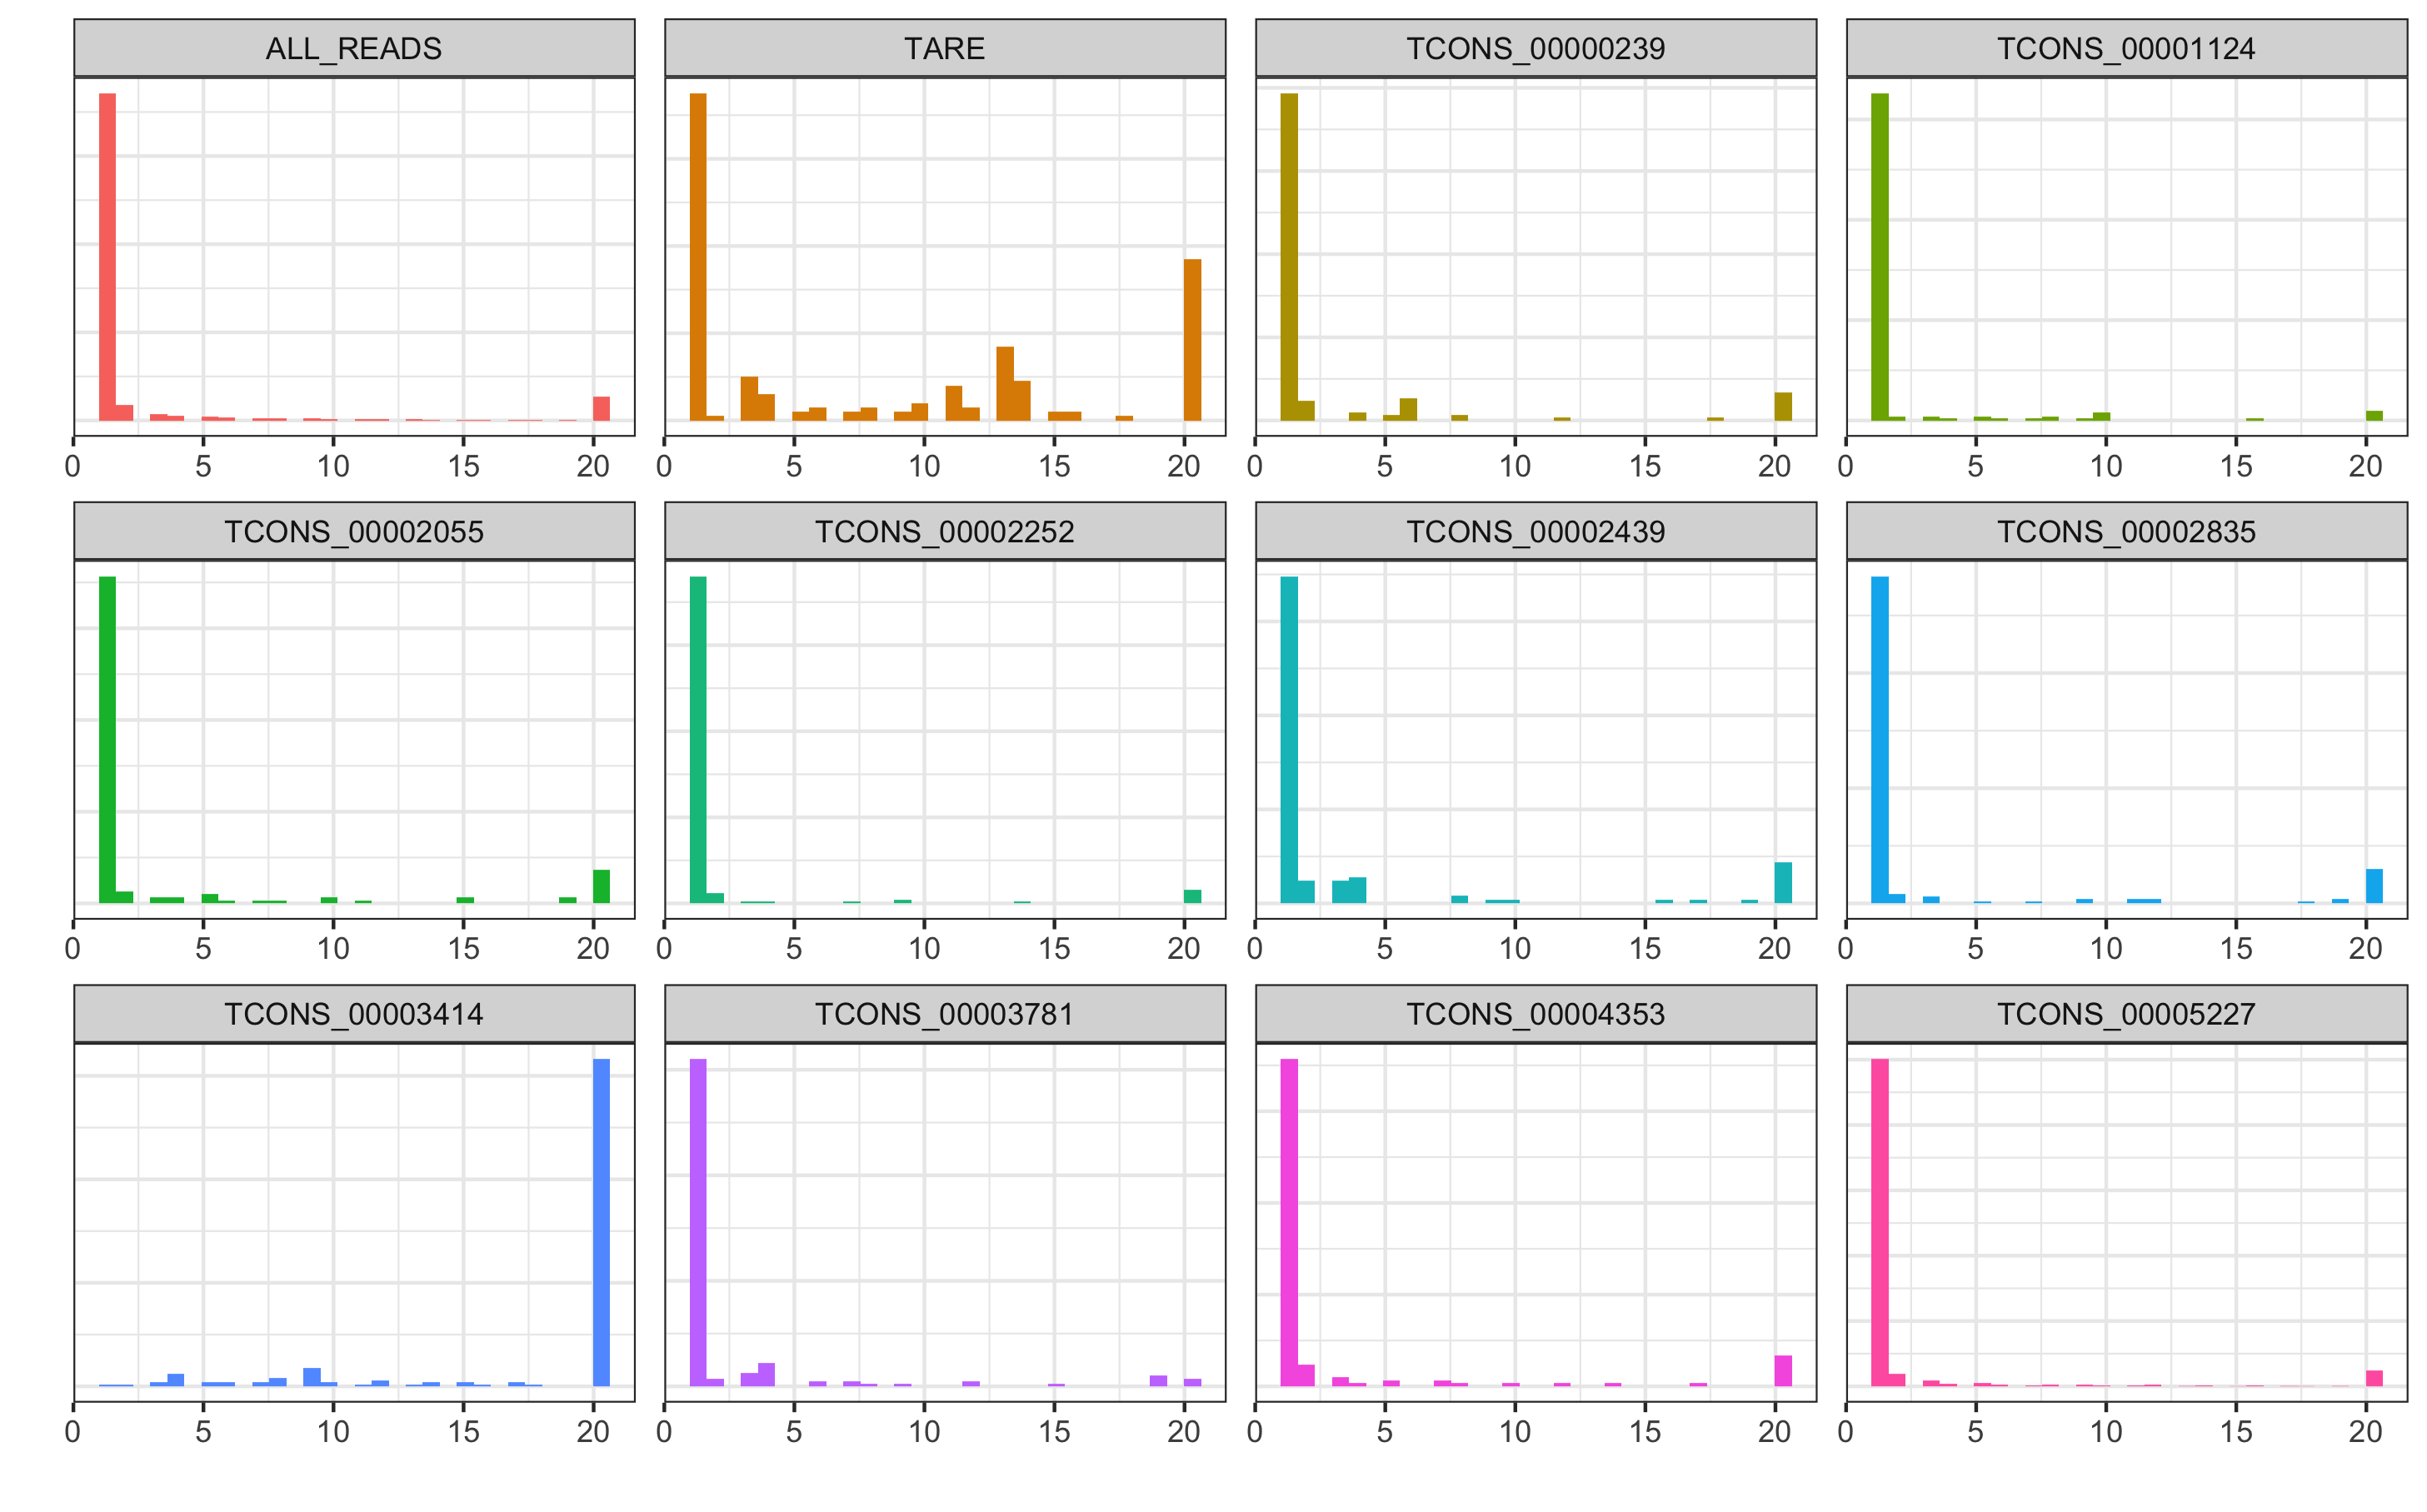 ALL_READS TARE TCONS_00000239 TCONS_00001124
0 5 10 15 20 0 5 10 15 20 0 5 10 15 20 0 5 10 15 20
TCONS_00002055 TCONS_00002252 TCONS_00002439 TCONS_00002835
0 5 10 15 20 0 5 10 15 20 0 5 10 15 20 0 5 10 15 20
TCONS_00003414 TCONS_00003781 TCONS_00004353 TCONS_00005227
0 5 10 15 20 0 5 10 15 20 0 5 10 15 20 0 5 10 15 20